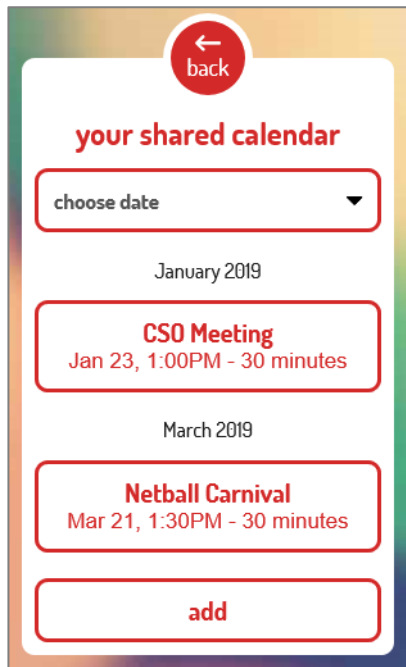 back
your shared calendar
choose date
January 2019
CSO Meeting
Jan 23, 1:00PM - 30 minutes
March 2019
Netball Carnival
Mar 21, 1:30PM - 30 minutes
add